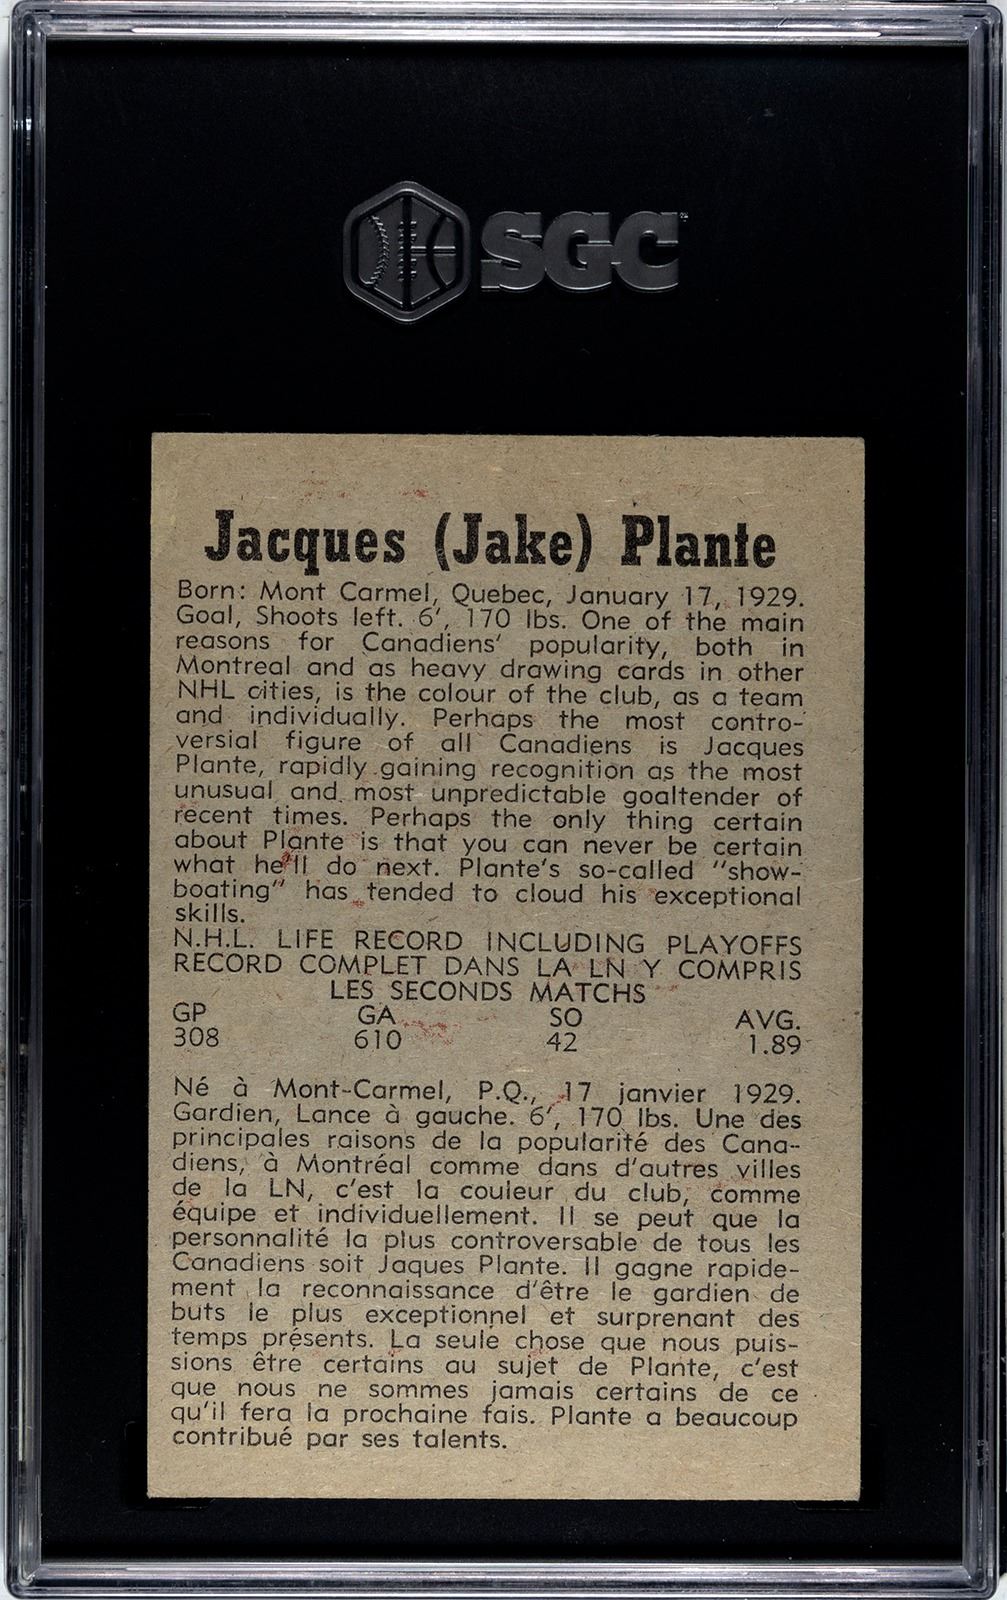 SGC
Jacques (Jake) Plante
Born: Mont Carmel, Quebec, January 17, 1929.
Goal, Shoots left. 6', 170 lbs. One of the main
reasons for Canadiens' popularity, both in
Montreal and as heavy drawing cards in other
NHL cities, is the colour of the club, as a team
and individually. Perhaps the most contro-
versial figure of all Canadiens is Jacques
Plante, rapidly gaining recognition as the most
unusual and most unpredictable goaltender of
recent times. Perhaps the only thing certain
about Plante is that you can never be certain
what he'll do next. Plante's so-called "show-
boating" has tended to cloud his exceptional
skills.
N.H.L. LIFE RECORD INCLUDING PLAYOFFS
RECORD COMPLET DANS LA LN Y COMPRIS
LES SECONDS MATCHS
GP GA SO AVG.
308 610 42 1.89
Né à Mont-Carmel, P.Q., 17 janvier 1929.
Gardien, Lance à gauche. 6', 170 lbs. Une des
principales raisons de la popularité des Cana-
diens, à Montréal comme dans d'autres villes
de la LN, c'est la couleur du club, comme
équipe et individuellement. Il se peut que la
personnalité la plus controversable de tous les
Canadiens soit Jaques Plante. Il gagne rapide-
ment la reconnaissance d'être le gardien de
buts le plus exceptionnel et surprenant des
temps présents. La seule chose que nous puis-
sions être certains au sujet de Plante, c'est
que nous ne sommes jamais certains de ce
qu'il fera la prochaine fais. Plante a beaucoup
contribué par ses talents.